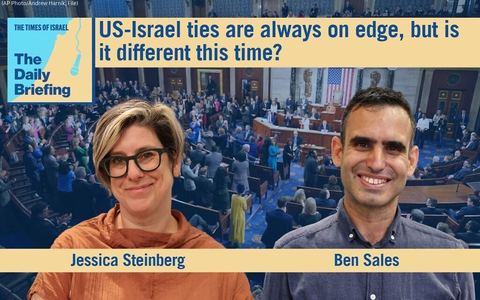 (AP Photo/Andrew Harnik, File)
THE TIMES OF ISRAEL
The
Daily
Briefing
US-Israel ties are always on edge, but is
it different this time?
Jessica Steinberg
Ben Sales